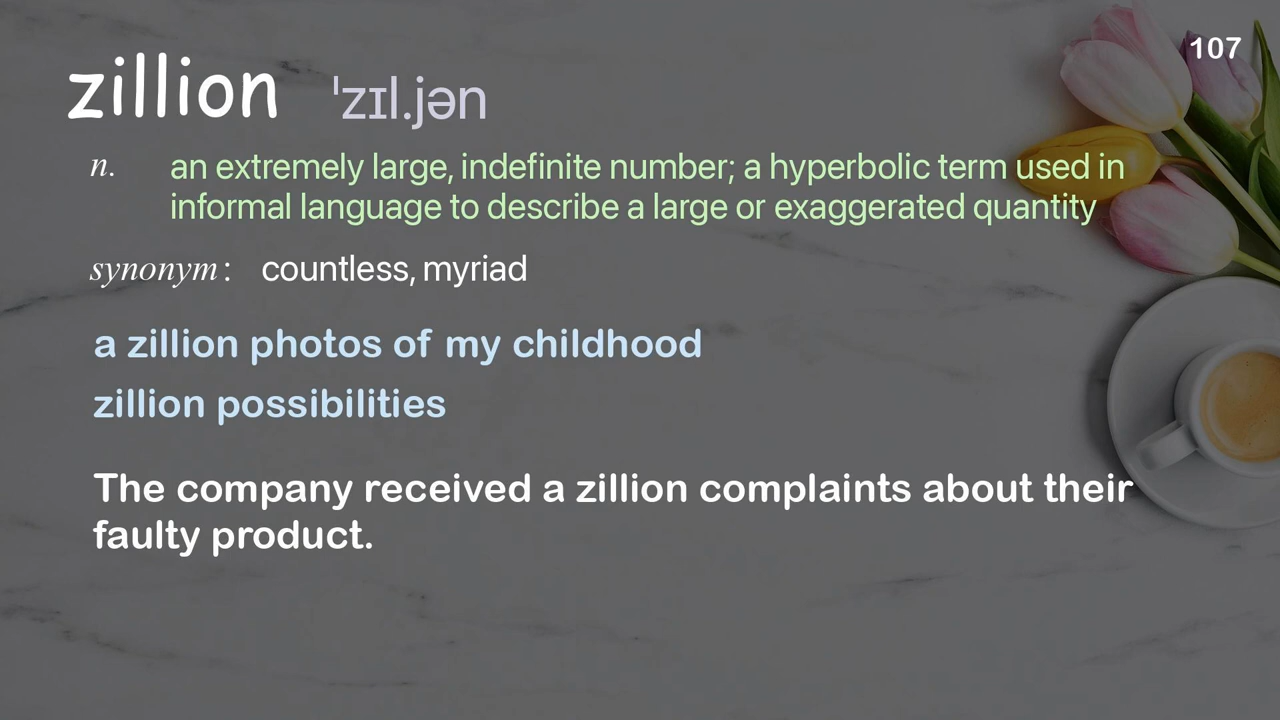 107
zillion ˈzɪl.jən
n. an extremely large, indefinite number; a hyperbolic term used in
informal language to describe a large or exaggerated quantity
synonym: countless, myriad
a zillion photos of my childhood
zillion possibilities
The company received a zillion complaints about their
faulty product.